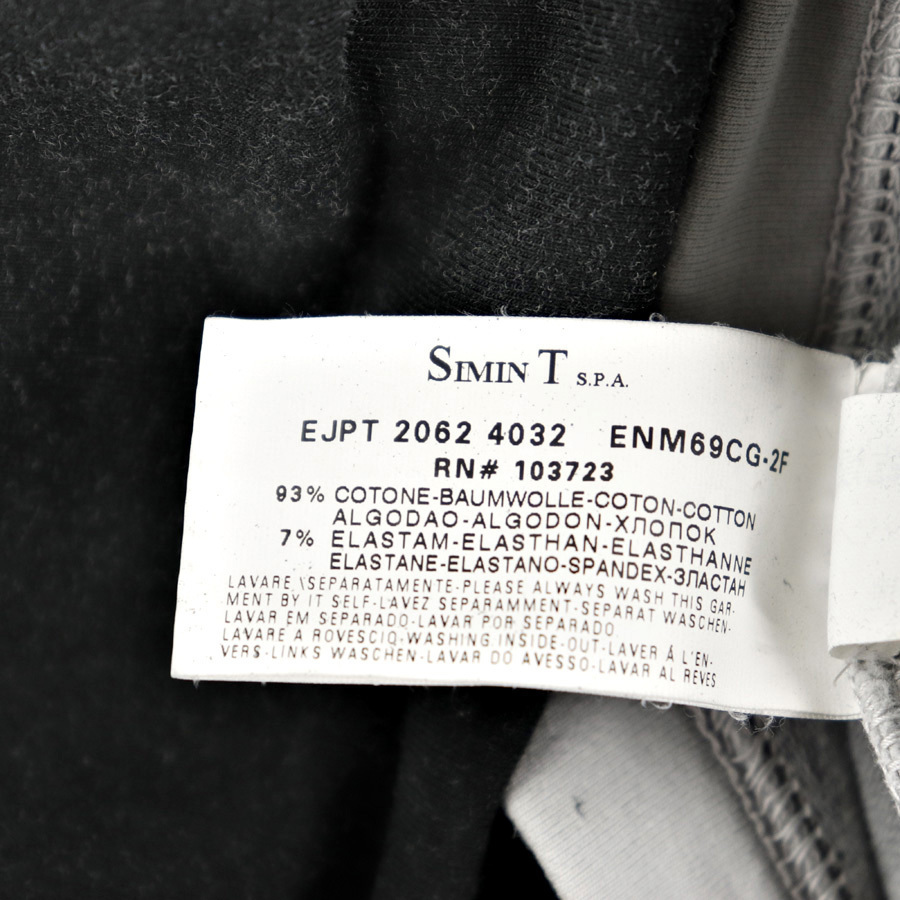 SIMIN T S.P.A.
EJPT 2062 4032 ENM69CG-2F
RN# 103723
93% COTONE-BAUMWOLLE-COTON-COTTON
ALGODAO-ALGODON-ХЛОПОК
7% ELASTAM-ELASTHAN-ELASTHANNE
ELASTANE-ELASTANO-SPANDEX-ЭЛАСТАН
LAVARE \SEPARATAMENTE-PLEASE ALWAYS WASH THIS GAR-
MENT BY IT SELF-LAVEZ SEPARAMMENT-SEPARAT WASCHEN-
LAVAR EM SEPARADO-LAVAR POR SEPARADO
LAVARE A ROVESCIO-WASHING INSIDE-OUT-LAVER Á L'EN-
VERS-LINKS WASCHEN-LAVAR DO AVESSO-LAVAR AL REVES